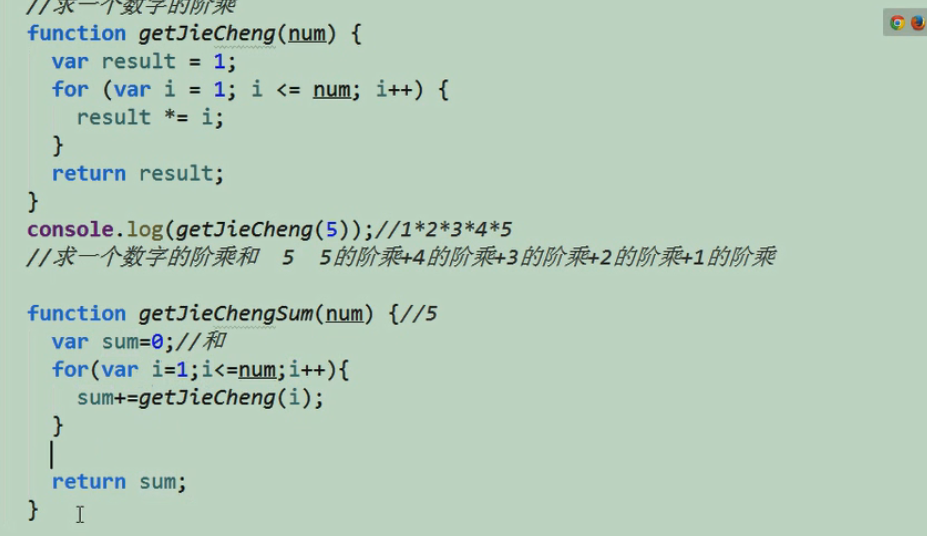 //求一个数字的阶乘
function getJieCheng(num) {
  var result = 1;
  for (var i = 1; i <= num; i++) {
    result *= i;
  }
  return result;
}
console.log(getJieCheng(5));//1*2*3*4*5
//求一个数字的阶乘和  5  5的阶乘+4的阶乘+3的阶乘+2的阶乘+1的阶乘
function getJieChengSum(num) {//5
  var sum=0;//和
  for(var i=1;i<=num;i++){
    sum+=getJieCheng(i);
  }
  return sum;
}